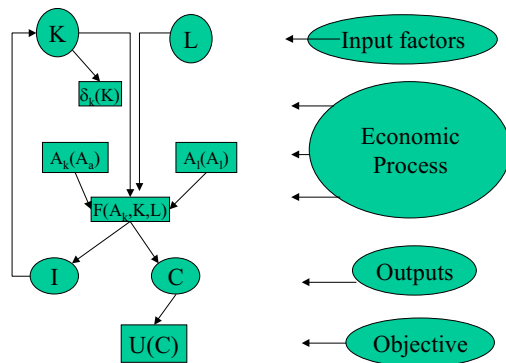 K
L
Input factors
δk(K)
Ak(Aa)
Al(Al)
Economic
Process
F(Ak,K,L)
I
C
Outputs
U(C)
Objective